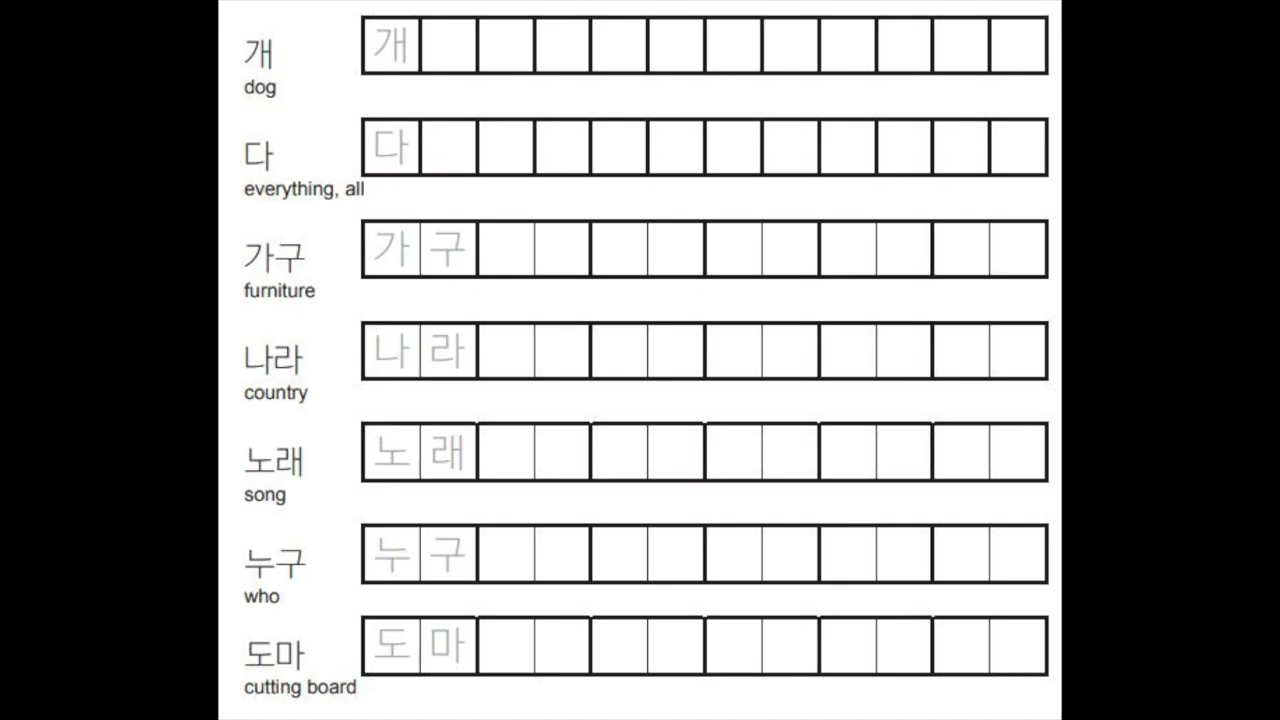 개
개
dog
다
다
everything, all
가구
가 구
furniture
나라
나 라
country
노래
노 래
song
누구
누 구
who
도마
도 마
cutting board